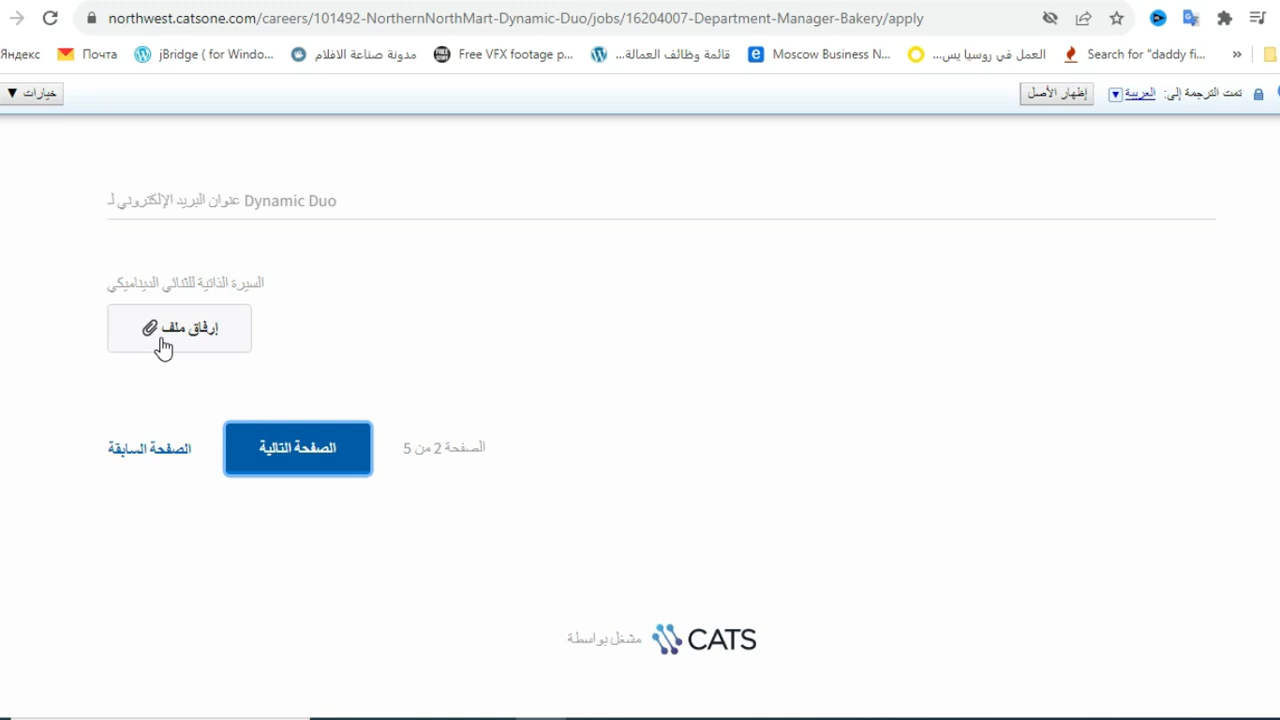 northwest.catsone.com/careers/101492-NorthernNorthMart-Dynamic-Duo/jobs/16204007-Department-Manager-Bakery/apply
Яндекс Почта jBridge ( for Windo... مدونة صناعة الافلام Free VFX footage p... قائمة وظائف العمالة... Moscow Business N... العمل في روسيا يس... Search for "daddy fi... »
تمت الترجمة إلى: العربية ▼ إظهار الأصل خيارات ▼
عنوان البريد الإلكتروني لـ Dynamic Duo
السيرة الذاتية للثنائي الديناميكي
إرفاق ملف
الصفحة السابقة الصفحة التالية الصفحة 2 من 5
مشغل بواسطة CATS